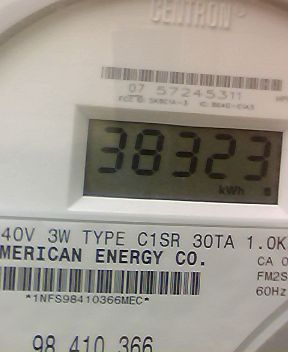 CENTRON®
07 57245311
38323
kWh
40V 3W TYPE C1SR 30TA 1.0K
MERICAN ENERGY CO.
CA 0
FM2S
60Hz
*1NFS98410366MEC*
98 410 366